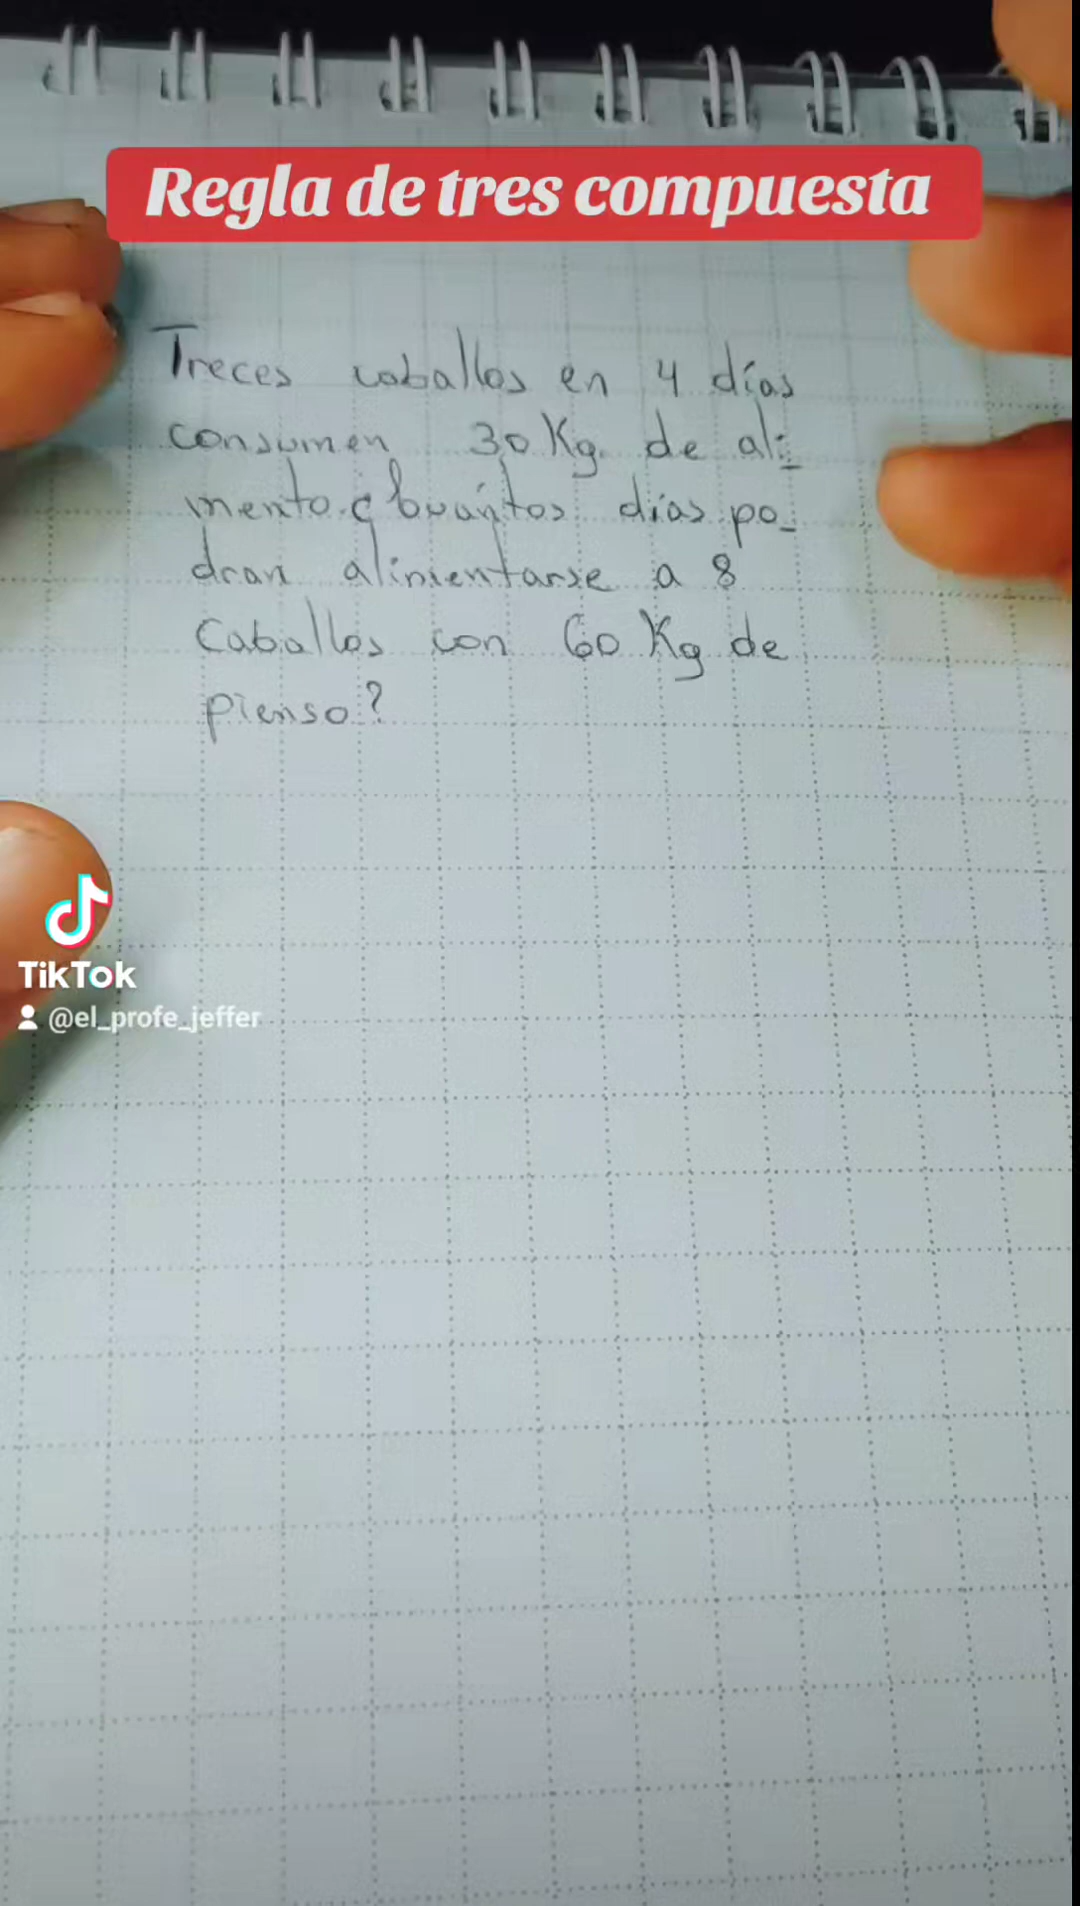 Regla de tres compuesta
Treces caballos en 4 días
consumen 30 Kg. de ali_
mento. ¿Cuántos días po_
dran alimentarse a 8
Caballos con 60 Kg de
pienso?
TikTok
@el_profe_jeffer